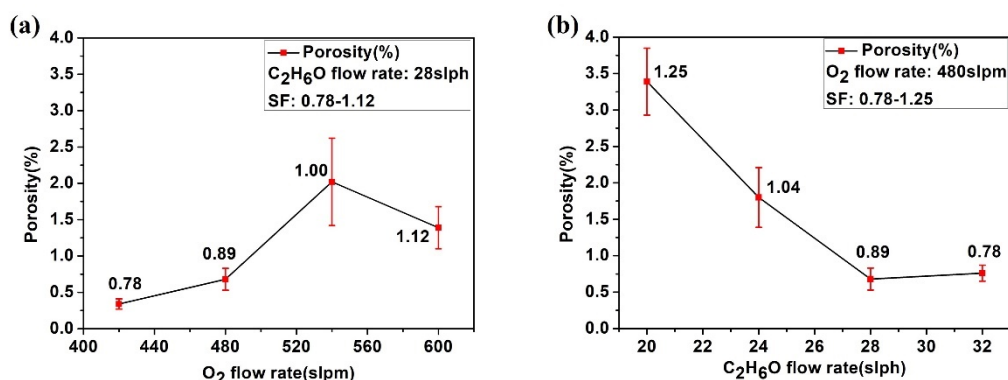 (a)
4.0
3.5
3.0
2.5
2.0
1.5
1.0
0.5
0.0
Porosity(%)
Porosity(%)
C₂H₆O flow rate: 28slph
SF: 0.78-1.12
0.78
0.89
1.00
1.12
400 440 480 520 560 600
O₂ flow rate(slpm)
(b)
4.0
3.5
3.0
2.5
2.0
1.5
1.0
0.5
0.0
Porosity(%)
Porosity(%)
O₂ flow rate: 480slpm
SF: 0.78-1.25
1.25
1.04
0.89
0.78
20 22 24 26 28 30 32
C₂H₆O flow rate(slph)